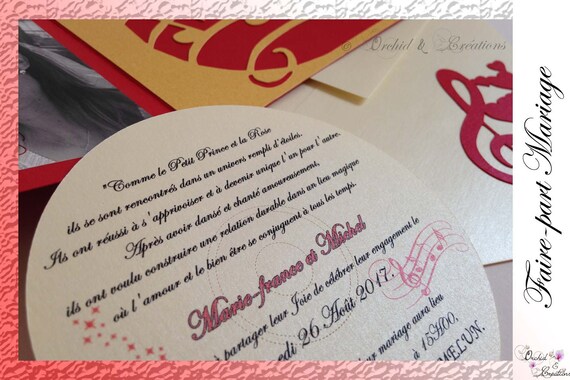 © Orchid & Créations
"Comme le Petit Prince et la Rose
ils se sont rencontrés dans un univers rempli d'étoiles.
Ils ont réussi à s'apprivoiser et à devenir unique l'un pour l'autre.
Après avoir dansé et chanté amoureusement,
ils ont voulu construire une relation durable dans un lieu magique
où l'amour et le bien être se conjuguent à tous les temps.
Marie-france et Michel
à partager leur Joie de célébrer leur engagement le
edi 26 Août 2017.
ur mariage aura lieu
à 15H00.
MELUN.
Faire-part Mariage
Orchid
&
Créations